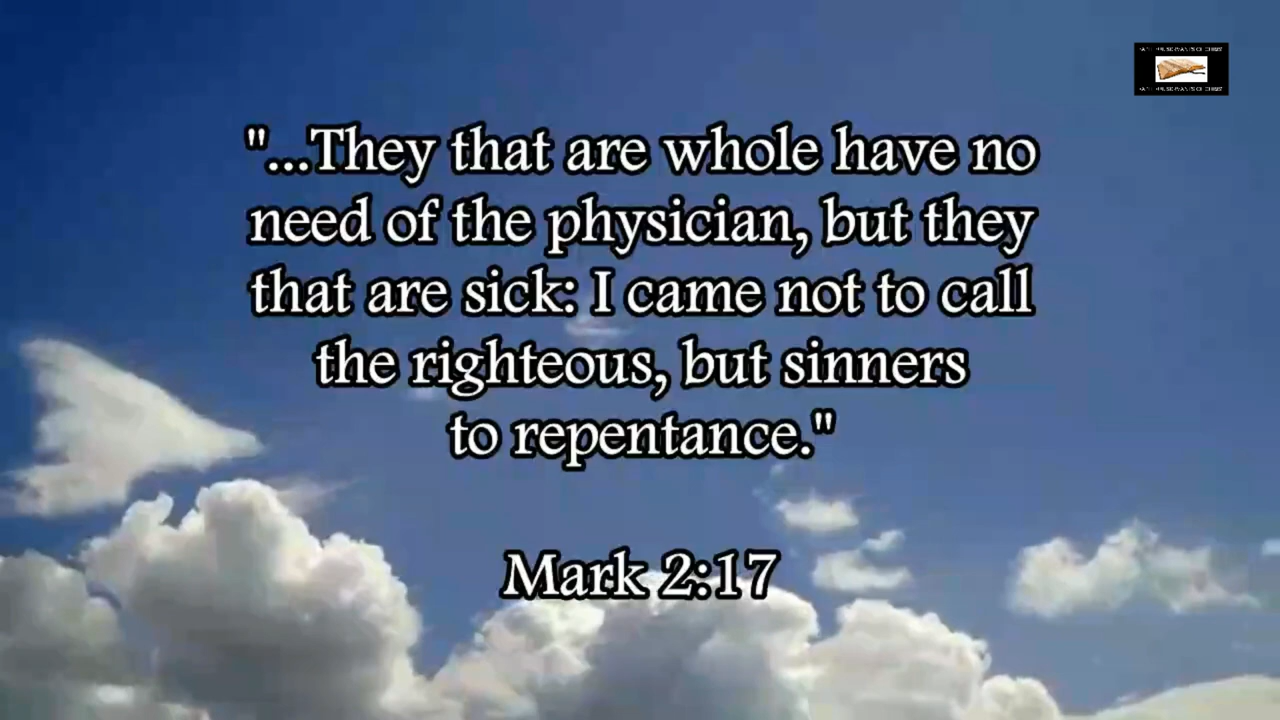 "...They that are whole have no
need of the physician, but they
that are sick: I came not to call
the righteous, but sinners
to repentance."
Mark 2:17